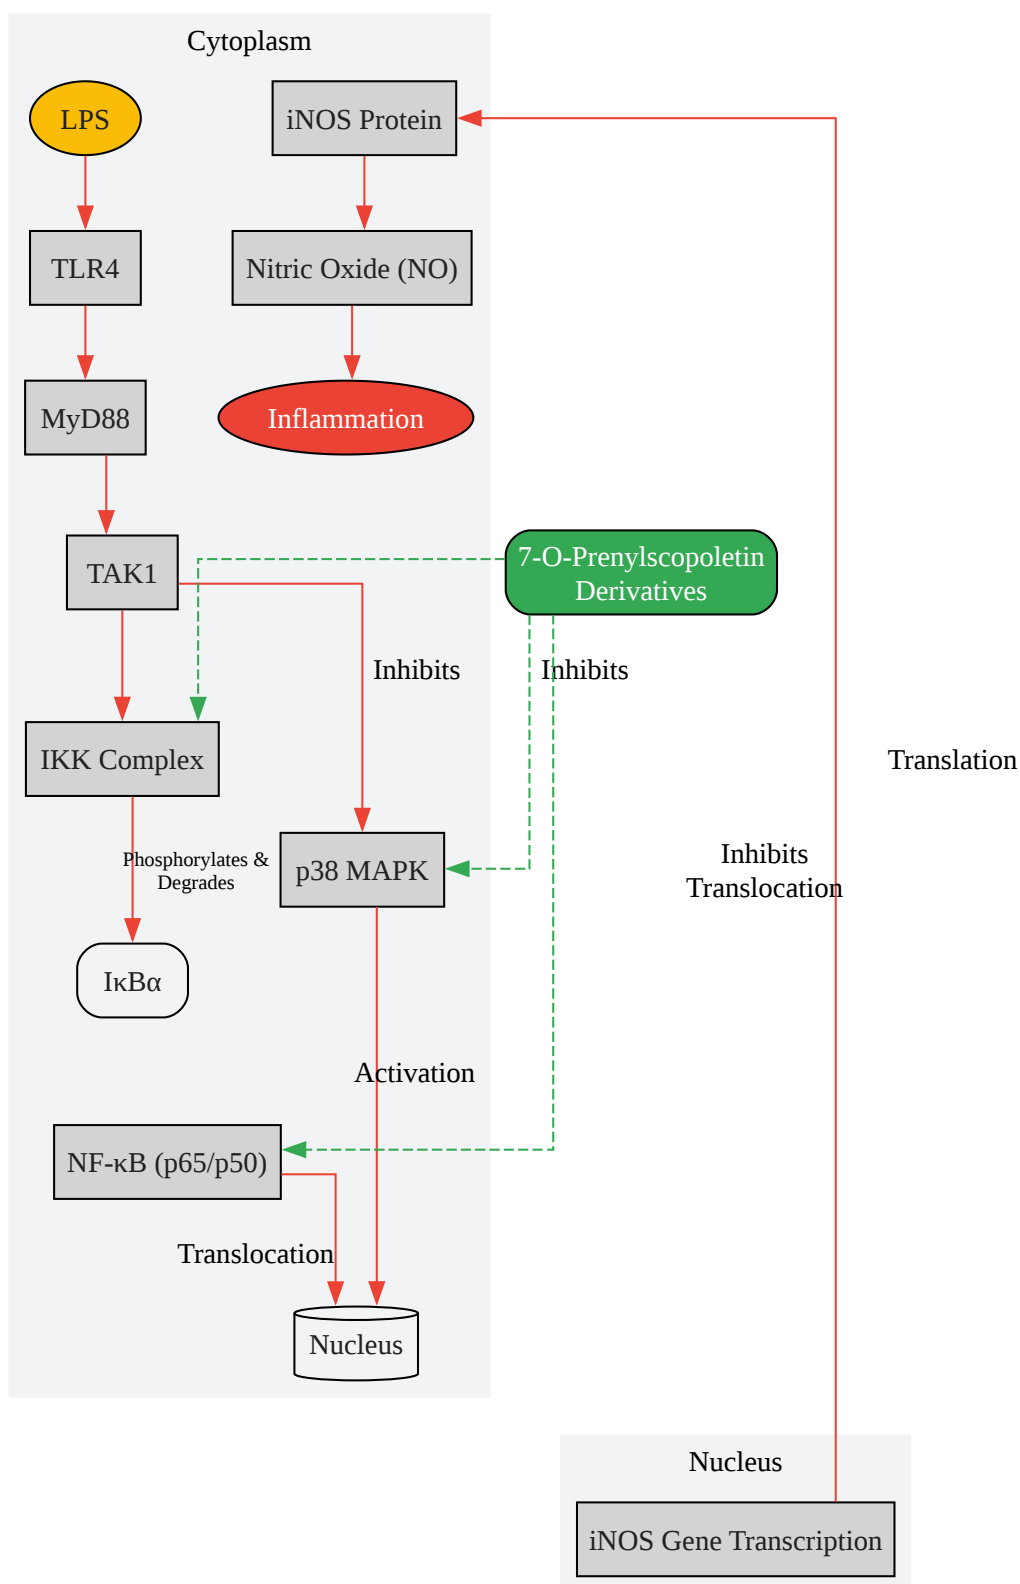 Cytoplasm
LPS
iNOS Protein
TLR4
Nitric Oxide (NO)
MyD88
Inflammation
TAK1
7-O-Prenylscopoletin
Derivatives
Inhibits
Inhibits
IKK Complex
Translation
Phosphorylates &
Degrades
p38 MAPK
Inhibits
Translocation
IκBα
Activation
NF-κB (p65/p50)
Translocation
Nucleus
Nucleus
iNOS Gene Transcription